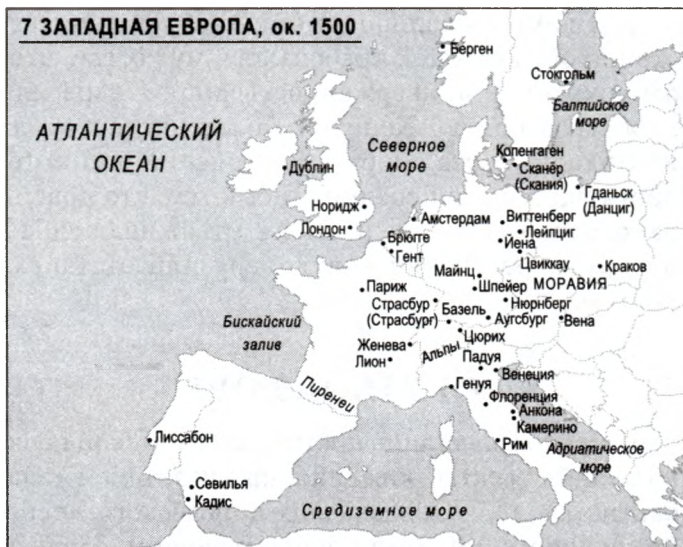 7 ЗАПАДНАЯ ЕВРОПА, ок. 1500
Берген
Стокгольм
Балтийское
море
АТЛАНТИЧЕСКИЙ
ОКЕАН
Северное
море
Копенгаген
Сканёр
(Скания)
Дублин
Гданьск
(Данциг)
Норидж
Амстердам
Виттенберг
Лейпциг
Лондон
Йена
Брюгге
Гент
Цвиккау
Краков
Майнц
Париж
Шпейер
МОРАВИЯ
Страсбур
(Страсбург)
Базель
Нюрнберг
Аугсбург
Вена
Бискайский
залив
Цюрих
Женева
Альпы
Лион
Падуя
Венеция
Генуя
Пиренеи
Флоренция
Анкона
Камерино
Лиссабон
Рим
Адриатическое
море
Севилья
Кадис
Средиземное море